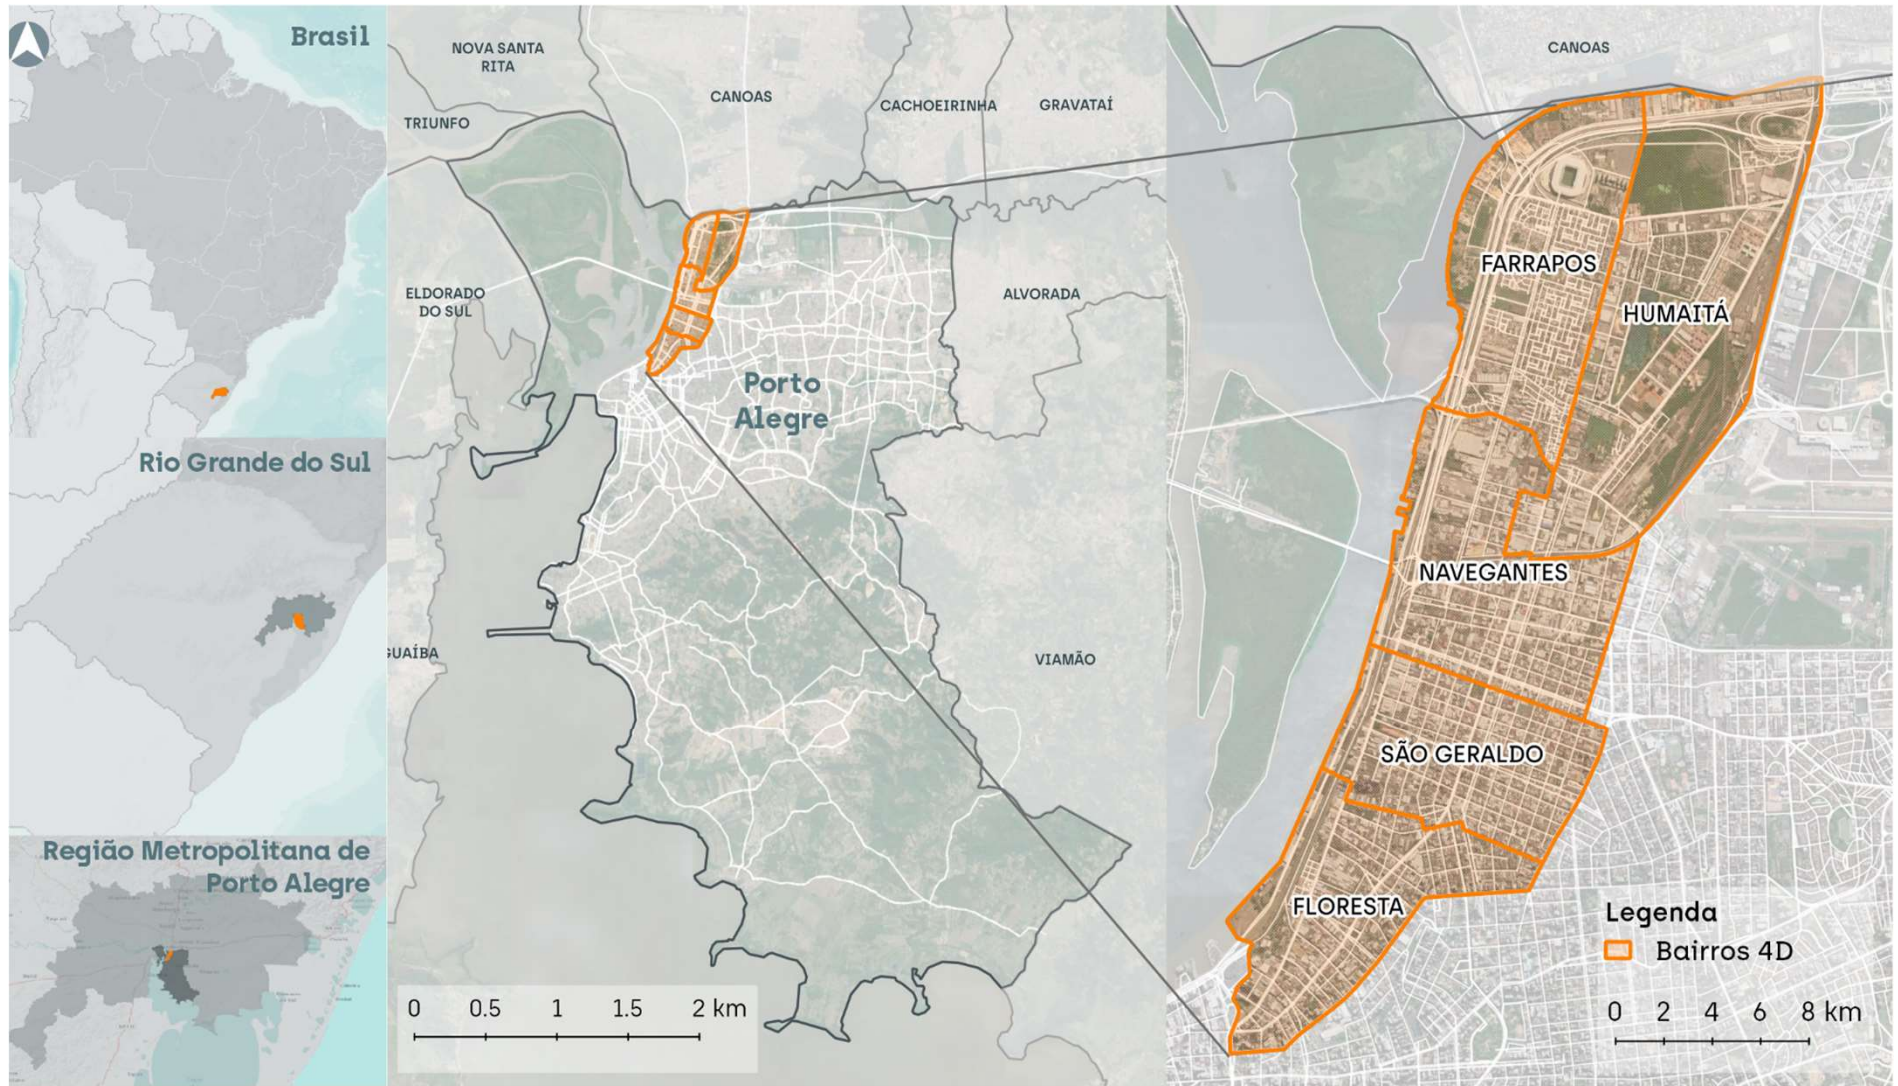 Brasil
Rio Grande do Sul
Região Metropolitana de
Porto Alegre
NOVA SANTA
RITA
TRIUNFO
CANOAS
CACHOEIRINHA
GRAVATAÍ
ELDORADO
DO SUL
ALVORADA
Porto
Alegre
GUAÍBA
VIAMÃO
0 0.5 1 1.5 2 km
CANOAS
FARRAPOS
HUMAITÁ
NAVEGANTES
SÃO GERALDO
FLORESTA
Legenda
Bairros 4D
0 2 4 6 8 km